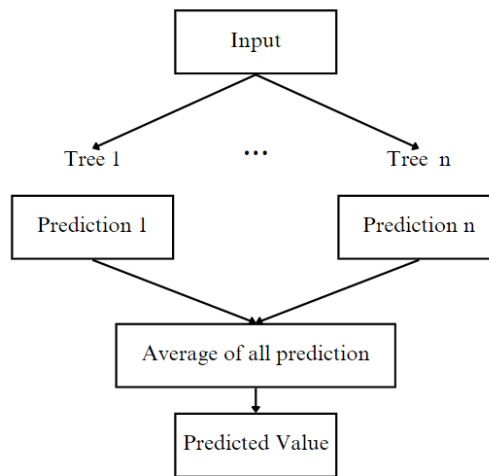 Input
Tree 1 ... Tree n
Prediction 1 Prediction n
Average of all prediction
Predicted Value